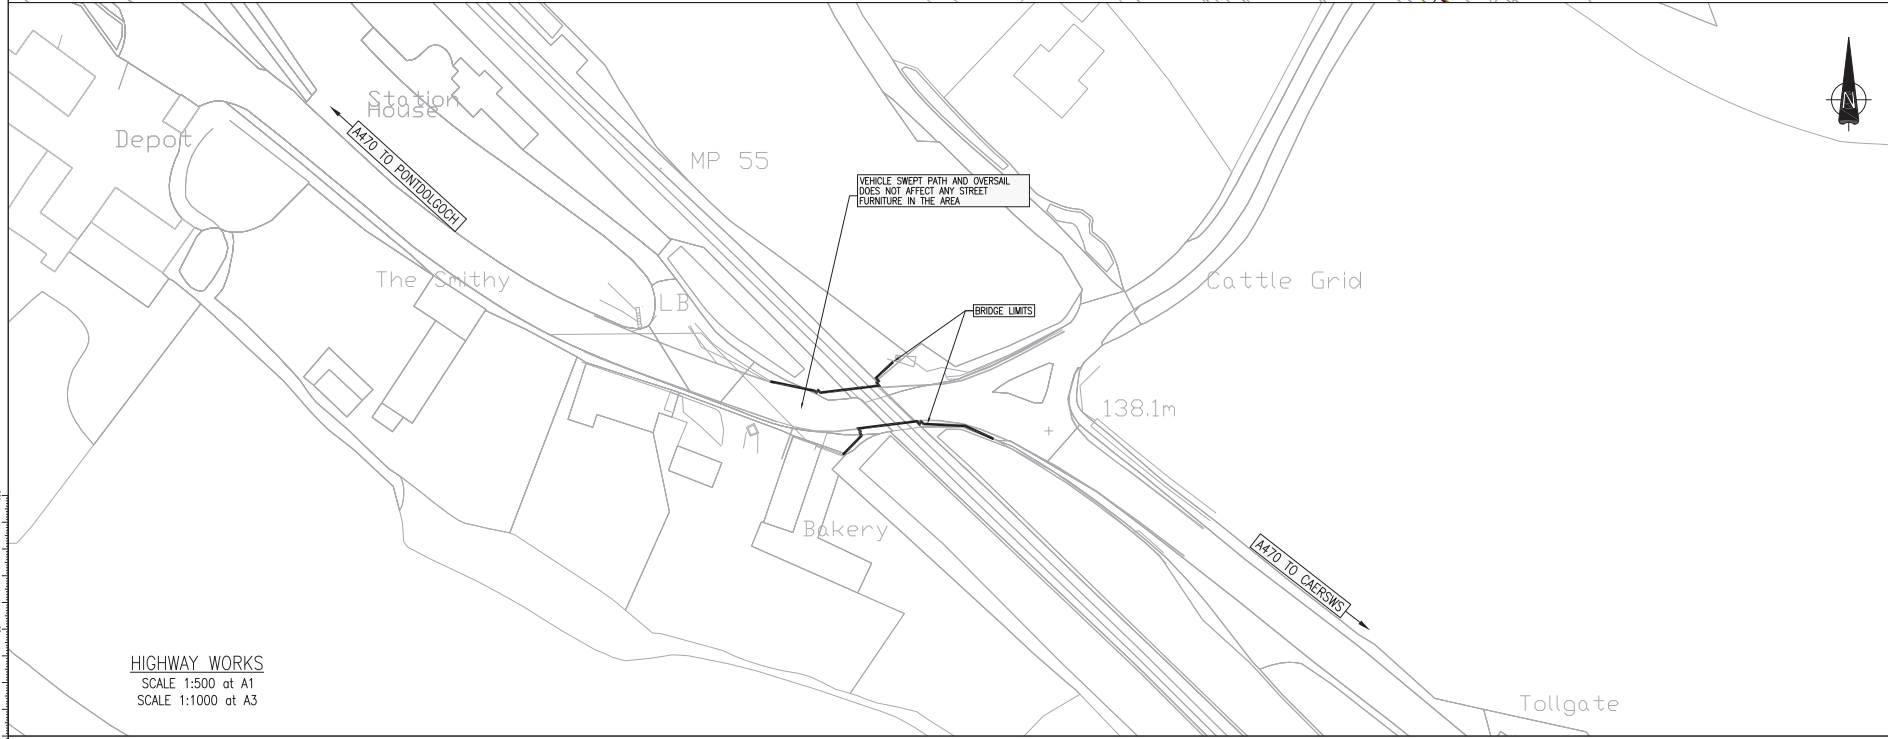 N
Station
House
Depot
A470 TO PONTDOLGOCH
MP 55
VEHICLE SWEPT PATH AND OVERSAIL
DOES NOT AFFECT ANY STREET
FURNITURE IN THE AREA
The Smithy
LB
Cattle Grid
BRIDGE LIMITS
138.1m
Bakery
A470 TO CAERSWS
HIGHWAY WORKS
SCALE 1:500 at A1
SCALE 1:1000 at A3
Tollgate